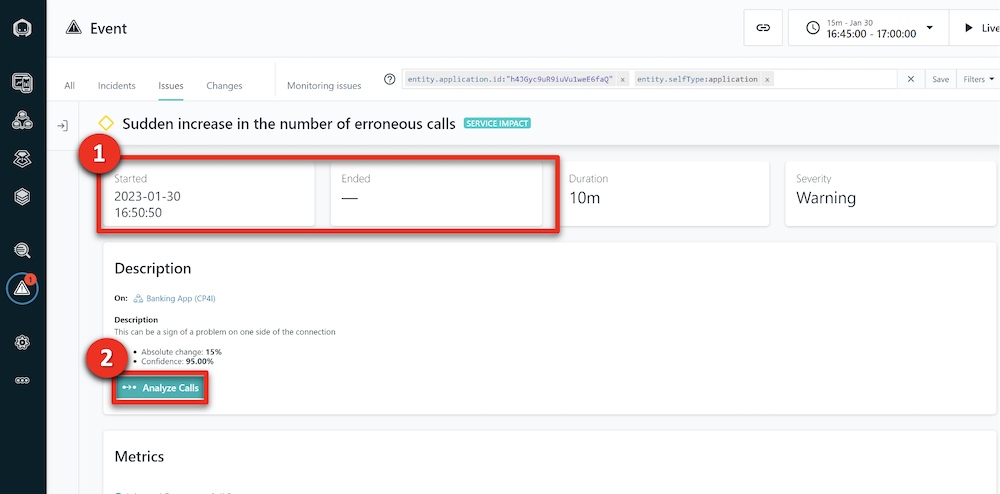 Event
15m - Jan 30
16:45:00 - 17:00:00
Live
All
Incidents
Issues
Changes
Monitoring issues
entity.application.id:"h4JGyc9uR9iuVu1weE6faQ" x
entity.selfType:application x
Save
Filters
Sudden increase in the number of erroneous calls
SERVICE IMPACT
1
Started
2023-01-30
16:50:50
Ended
—
Duration
10m
Severity
Warning
1
Description
On: Banking App (CP4I)
Description
This can be a sign of a problem on one side of the connection
• Absolute change: 15%
• Confidence: 95.00%
2
Analyze Calls
Metrics